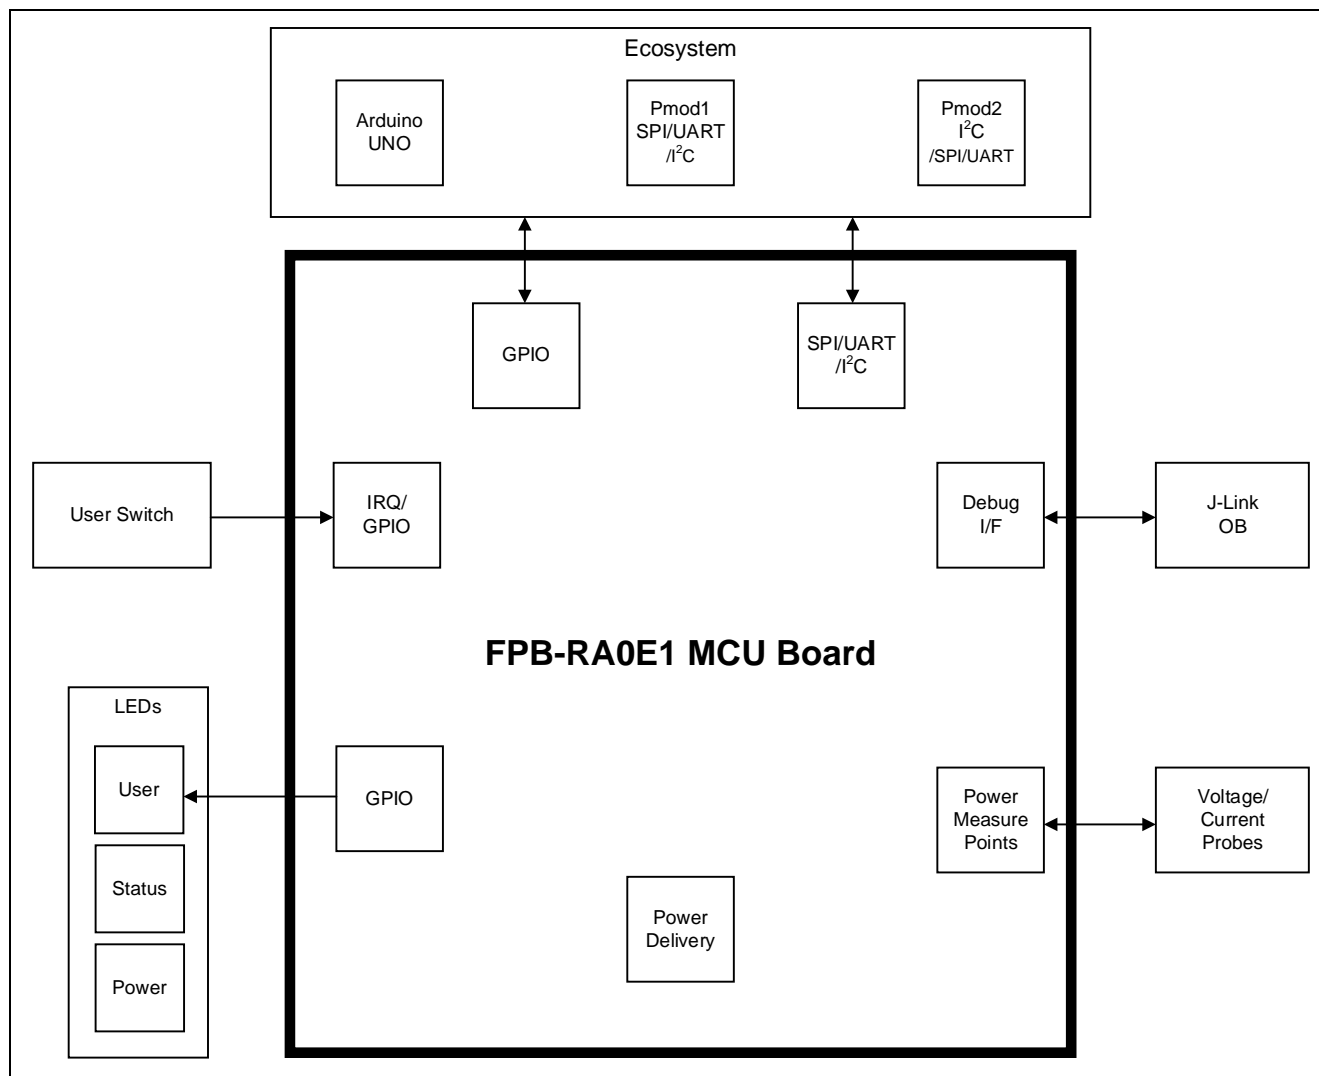 Ecosystem
Arduino
UNO
Pmod1
SPI/UART
/I²C
Pmod2
I²C
/SPI/UART
GPIO
SPI/UART
/I²C
User Switch
IRQ/
GPIO
Debug
I/F
J-Link
OB
FPB-RA0E1 MCU Board
LEDs
User
Status
Power
GPIO
Power
Measure
Points
Voltage/
Current
Probes
Power
Delivery